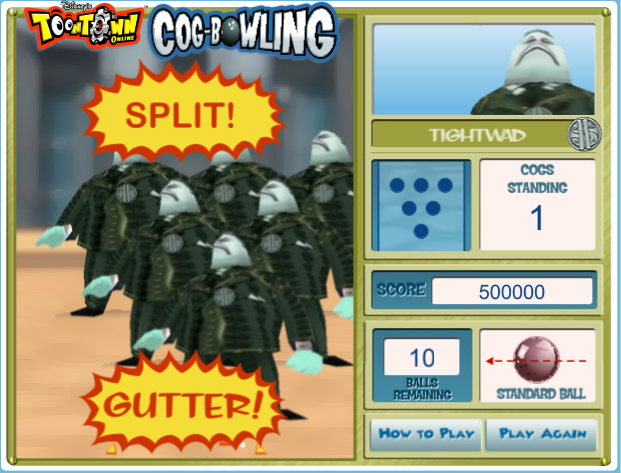 Disney's
TOONTOWN
ONLINE
COG-BOWLING
SPLIT!
GUTTER!
TIGHTWAD
COGS
STANDING
1
SCORE
500000
10
BALLS
REMAINING
STANDARD BALL
HOW TO PLAY
PLAY AGAIN